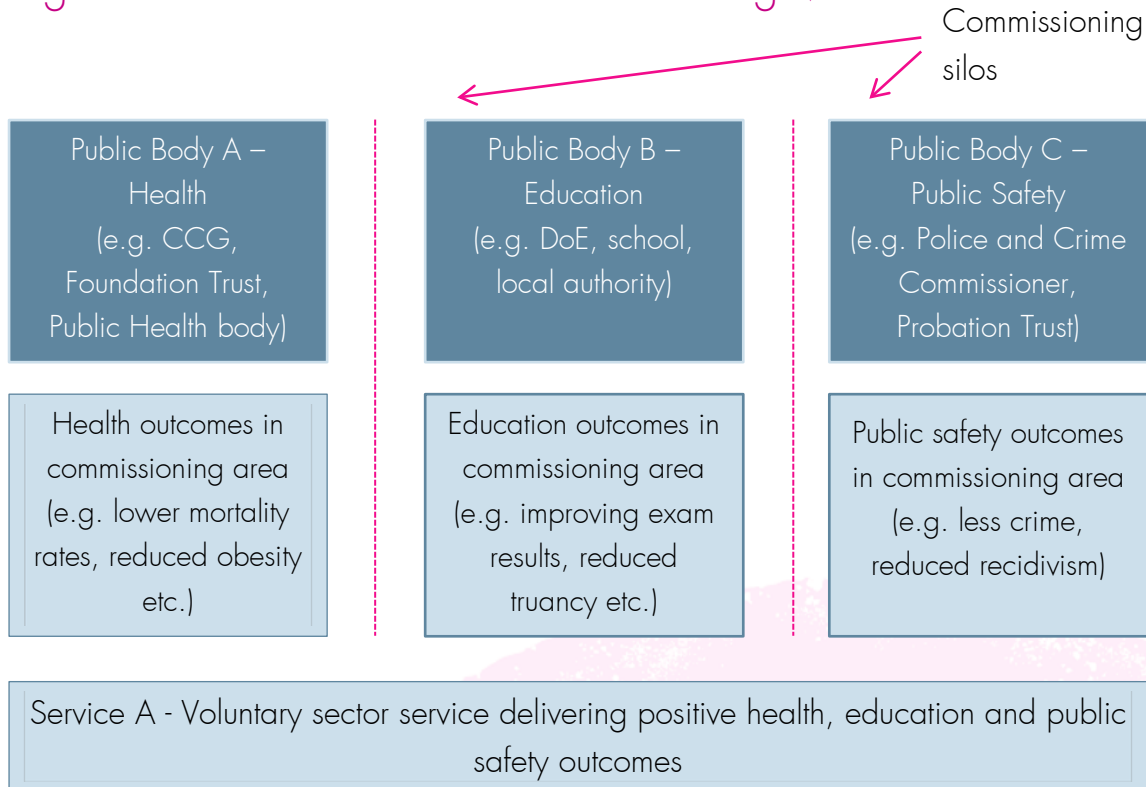 Commissioning
silos
Public Body A –
Health
(e.g. CCG,
Foundation Trust,
Public Health body)
Public Body B –
Education
(e.g. DoE, school,
local authority)
Public Body C –
Public Safety
(e.g. Police and Crime
Commissioner,
Probation Trust)
Health outcomes in
commissioning area
(e.g. lower mortality
rates, reduced obesity
etc.)
Education outcomes in
commissioning area
(e.g. improving exam
results, reduced
truancy etc.)
Public safety outcomes
in commissioning area
(e.g. less crime,
reduced recidivism)
Service A - Voluntary sector service delivering positive health, education and public
safety outcomes